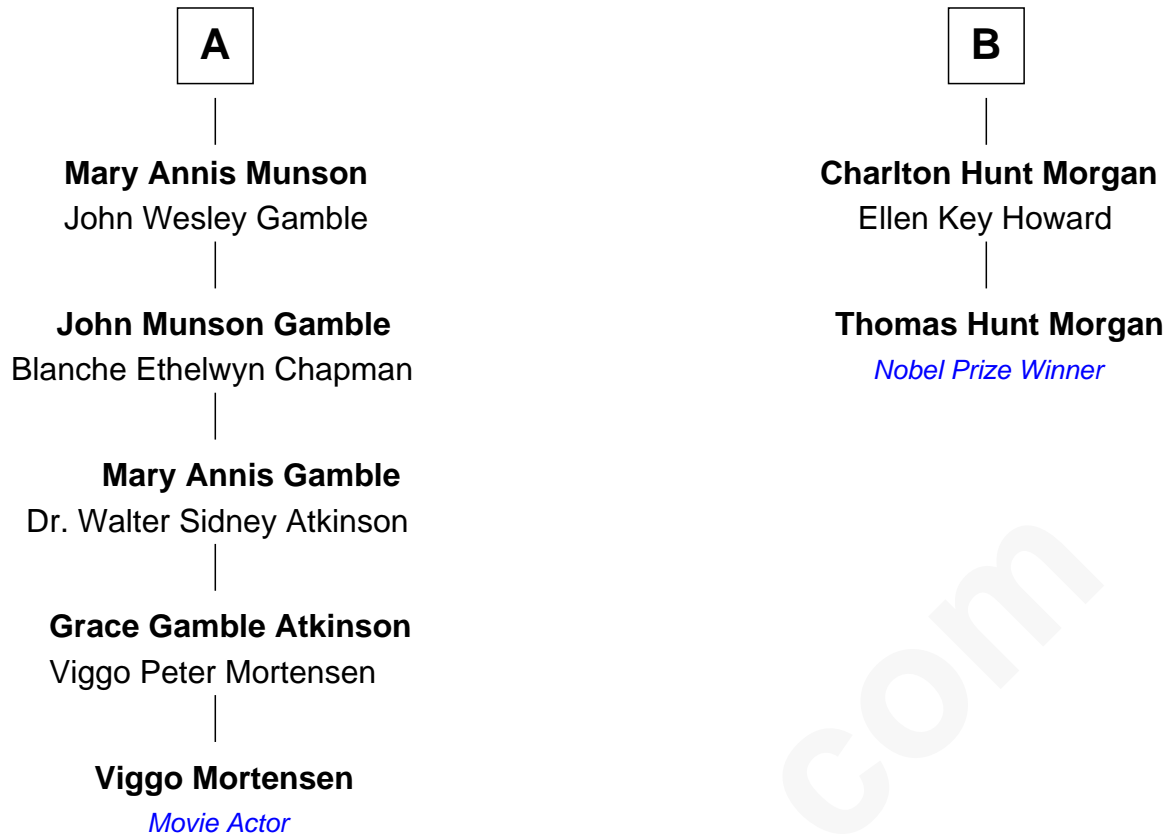 A
Mary Annis Munson
John Wesley Gamble
John Munson Gamble
Blanche Ethelwyn Chapman
Mary Annis Gamble
Dr. Walter Sidney Atkinson
Grace Gamble Atkinson
Viggo Peter Mortensen
Viggo Mortensen
Movie Actor
B
Charlton Hunt Morgan
Ellen Key Howard
Thomas Hunt Morgan
Nobel Prize Winner
com